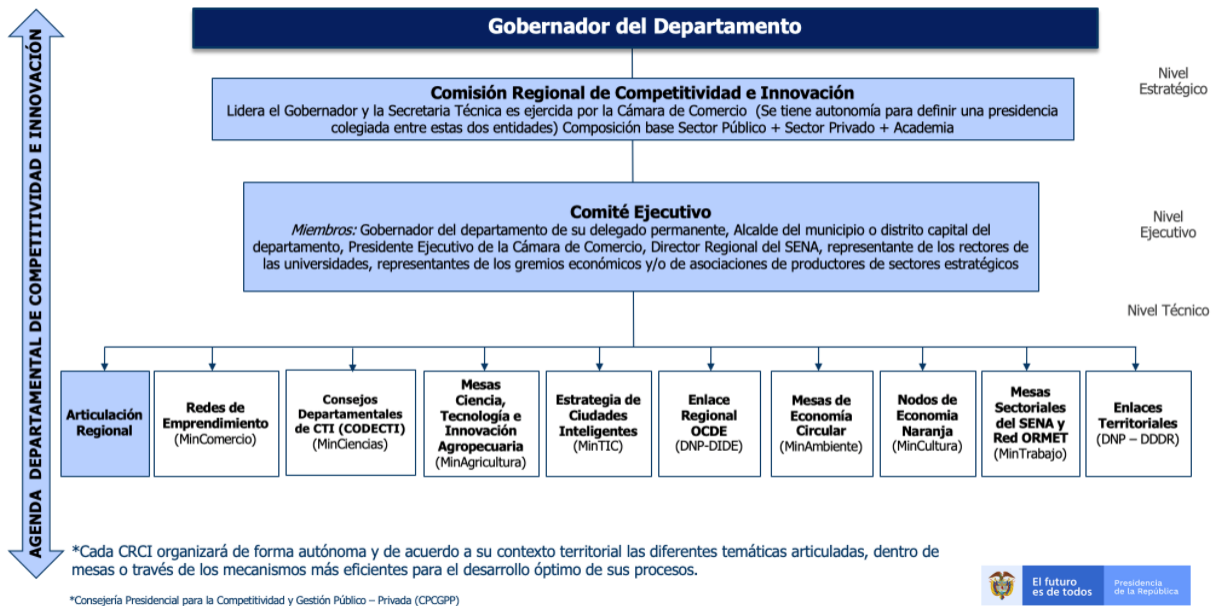 AGENDA DEPARTAMENTAL DE COMPETITIVIDAD E INNOVACIÓN
Gobernador del Departamento
Nivel
Estratégico
Comisión Regional de Competitividad e Innovación
Lidera el Gobernador y la Secretaria Técnica es ejercida por la Cámara de Comercio (Se tiene autonomía para definir una presidencia
colegiada entre estas dos entidades) Composición base Sector Público + Sector Privado + Academia
Nivel
Ejecutivo
Comité Ejecutivo
Miembros: Gobernador del departamento de su delegado permanente, Alcalde del municipio o distrito capital del
departamento, Presidente Ejecutivo de la Cámara de Comercio, Director Regional del SENA, representante de los rectores de
las universidades, representantes de los gremios económicos y/o de asociaciones de productores de sectores estratégicos
Nivel Técnico
Articulación
Regional
Redes de
Emprendimiento
(MinComercio)
Consejos
Departamentales
de CTI (CODECTI)
(MinCiencias)
Mesas
Ciencia,
Tecnología e
Innovación
Agropecuaria
(MinAgricultura)
Estrategia de
Ciudades
Inteligentes
(MinTIC)
Enlace
Regional
OCDE
(DNP-DIDE)
Mesas de
Economía
Circular
(MinAmbiente)
Nodos de
Economia
Naranja
(MinCultura)
Mesas
Sectoriales
del SENA y
Red ORMET
(MinTrabajo)
Enlaces
Territoriales
(DNP – DDDR)
*Cada CRCI organizará de forma autónoma y de acuerdo a su contexto territorial las diferentes temáticas articuladas, dentro de
mesas o través de los mecanismos más eficientes para el desarrollo óptimo de sus procesos.
*Consejería Presidencial para la Competitividad y Gestión Público – Privada (CPCGPP)
El futuro
es de todos
Presidencia
de la República